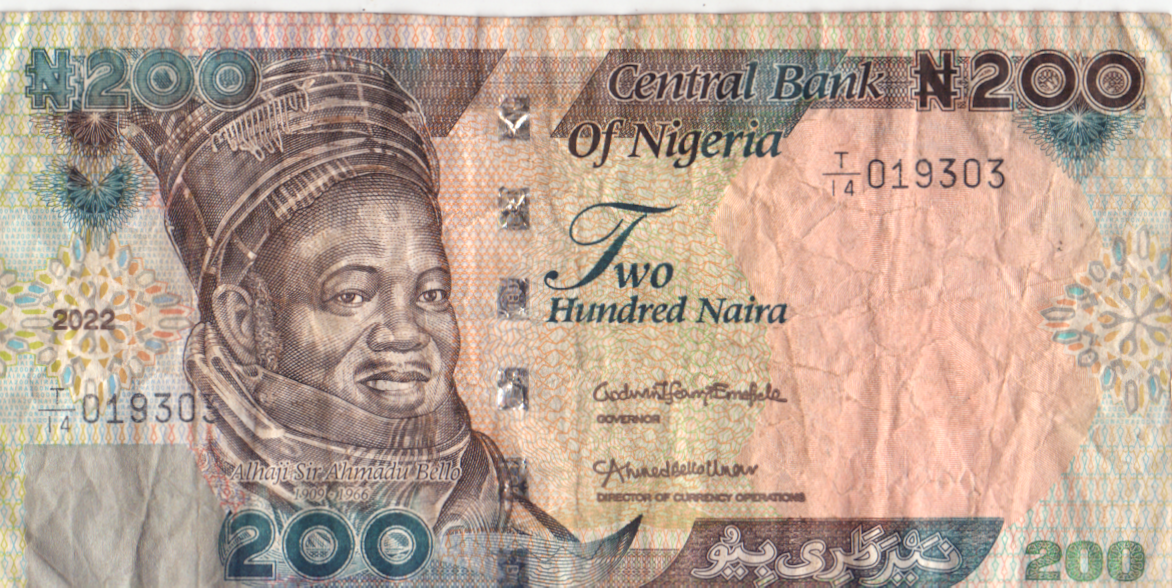 ₦200
Central Bank ₦200
Of Nigeria
T/14 019303
Two
Hundred Naira
2022
T/14 019303
GOVERNOR
Alhaji Sir Ahmadu Bello
1909 - 1966
DIRECTOR OF CURRENCY OPERATIONS
200
نَيْرَ طَرِی بِيُو
200